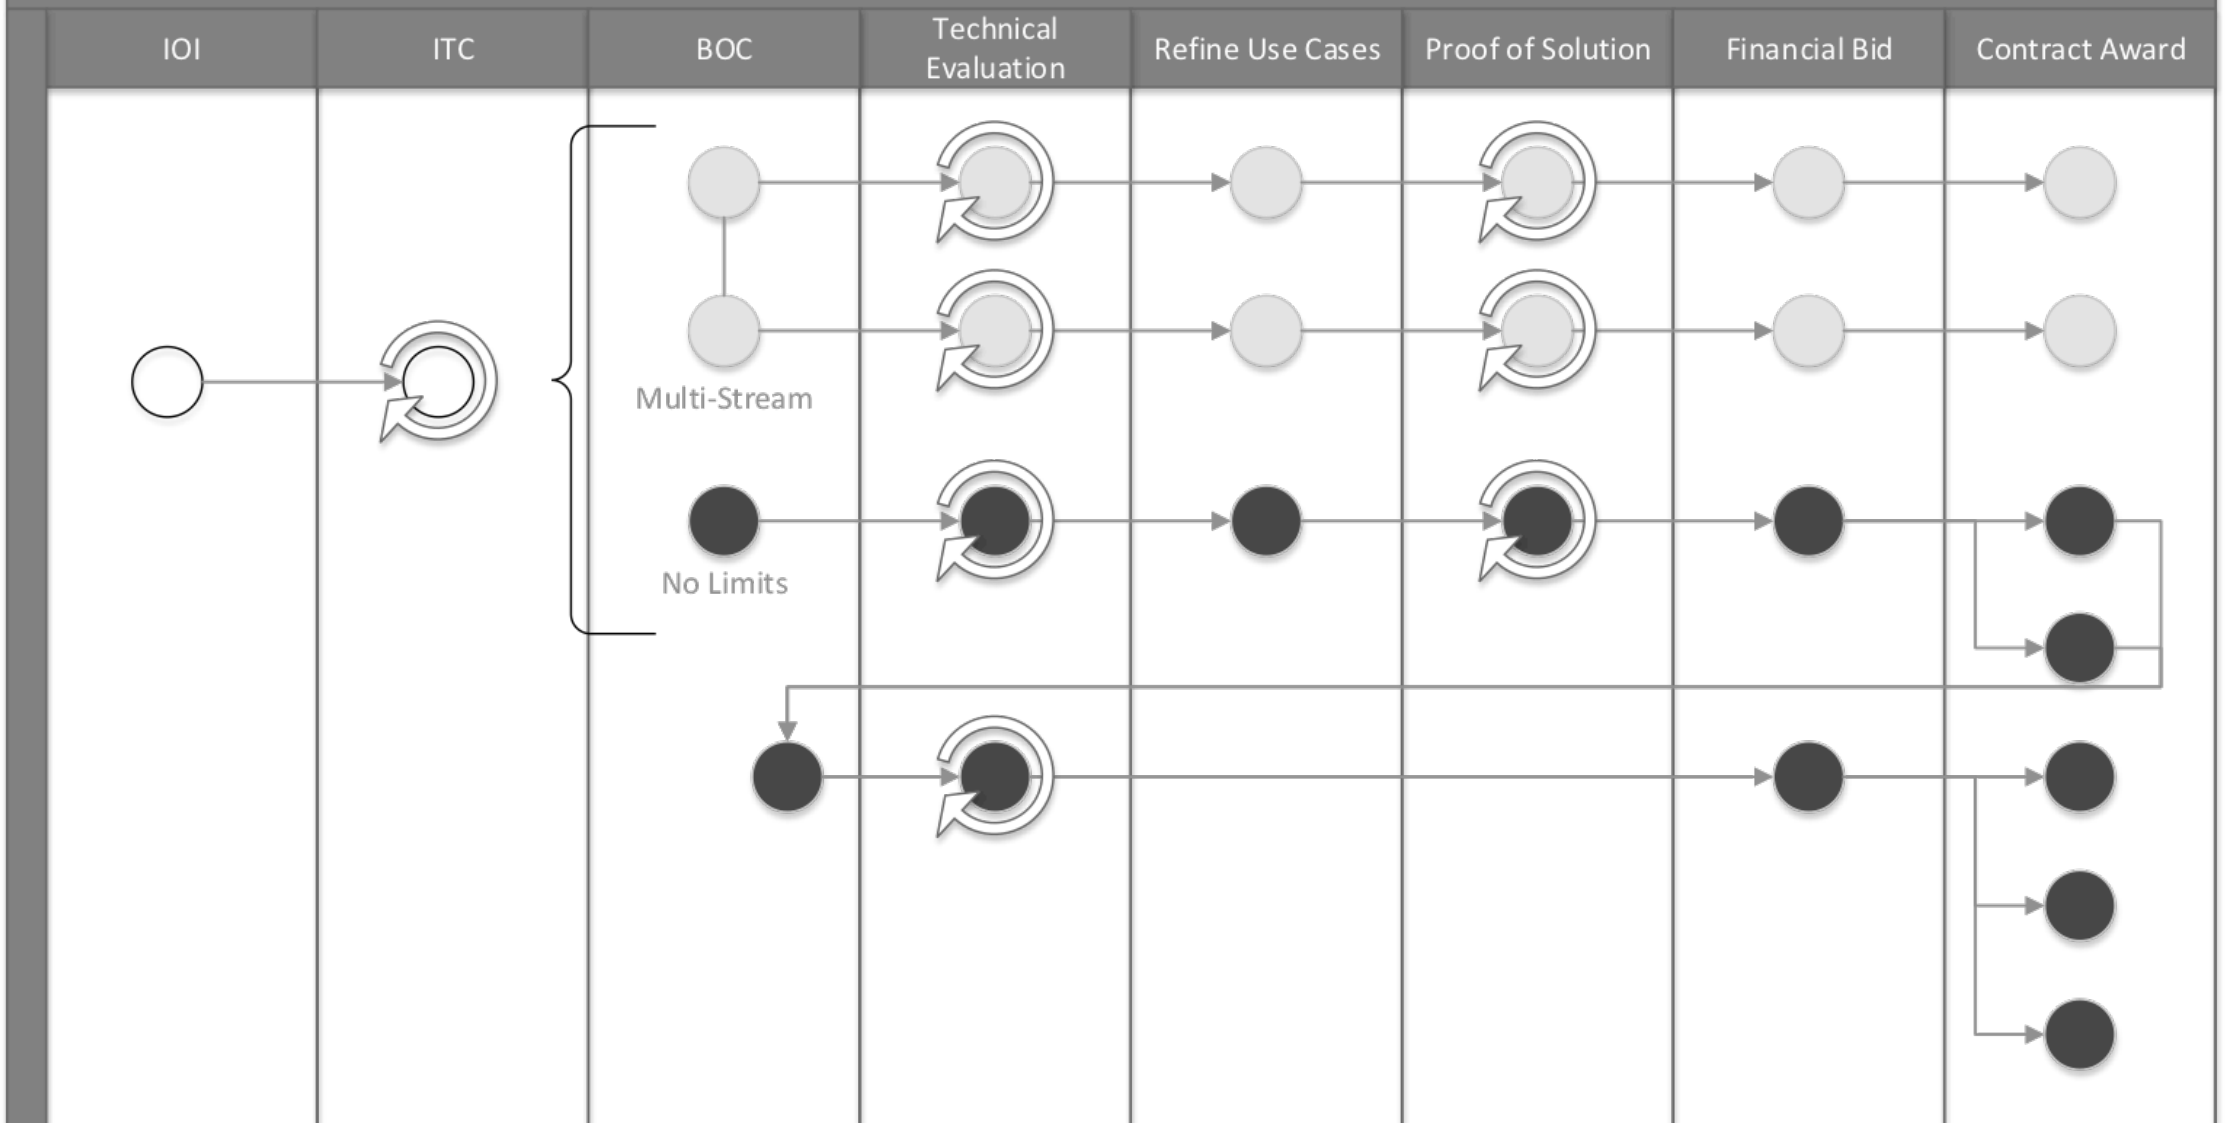 IOI
ITC
BOC
Technical
Evaluation
Refine Use Cases
Proof of Solution
Financial Bid
Contract Award
Multi-Stream
No Limits